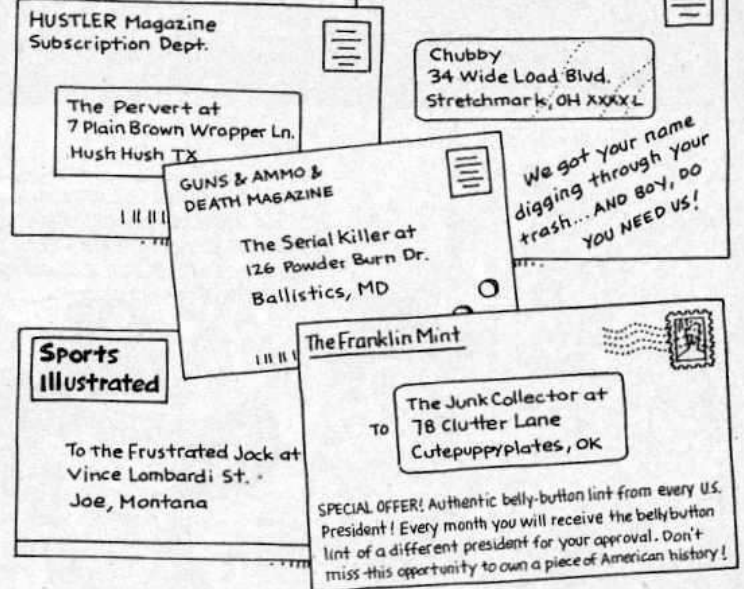 HUSTLER Magazine
Subscription Dept.
The Pervert at
7 Plain Brown Wrapper Ln.
Hush Hush TX
Chubby
34 Wide Load Blvd.
Stretchmark, OH XXXXL
We got your name
digging through your
trash... AND BOY, DO
YOU NEED US!
GUNS & AMMO &
DEATH MAGAZINE
The Serial Killer at
126 Powder Burn Dr.
Ballistics, MD
Sports
Illustrated
To the Frustrated Jock at
Vince Lombardi St.
Joe, Montana
The Franklin Mint
TO
The Junk Collector at
78 Clutter Lane
Cutepuppyplates, OK
SPECIAL OFFER! Authentic belly-button lint from every U.S.
President! Every month you will receive the bellybutton
lint of a different president for your approval. Don't
miss this opportunity to own a piece of American history!